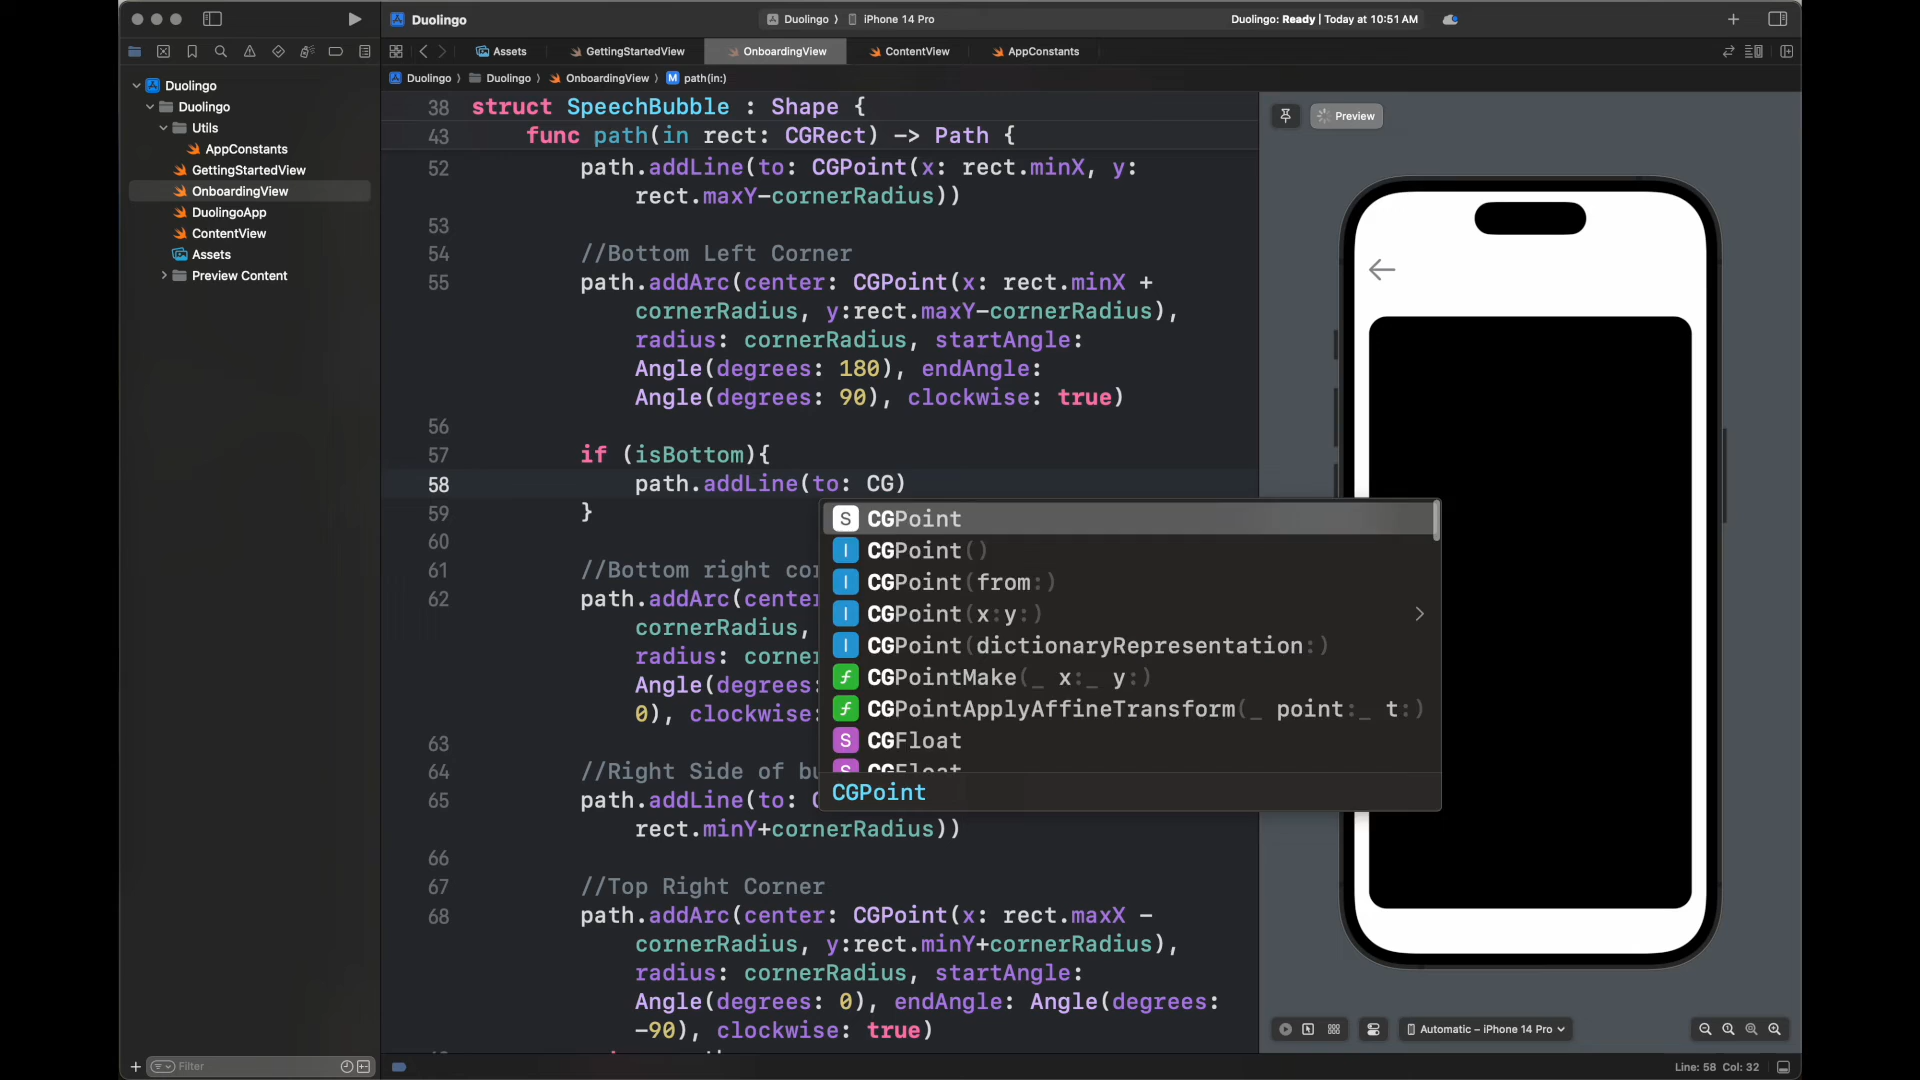 Duolingo
Duolingo 〉 iPhone 14 Pro
Duolingo: Ready | Today at 10:51 AM
Assets
GettingStartedView
OnboardingView
ContentView
AppConstants
Duolingo 〉 Duolingo 〉 OnboardingView 〉 M path(in:)
Duolingo
Duolingo
Utils
AppConstants
GettingStartedView
OnboardingView
DuolingoApp
ContentView
Assets
Preview Content
38 struct SpeechBubble : Shape {
43 func path(in rect: CGRect) -> Path {
52 path.addLine(to: CGPoint(x: rect.minX, y:
rect.maxY-cornerRadius))
53
54 //Bottom Left Corner
55 path.addArc(center: CGPoint(x: rect.minX +
cornerRadius, y:rect.maxY-cornerRadius),
radius: cornerRadius, startAngle:
Angle(degrees: 180), endAngle:
Angle(degrees: 90), clockwise: true)
56
57 if (isBottom){
58 path.addLine(to: CG)
59 }
60
61 //Bottom right cor
62 path.addArc(center
cornerRadius,
radius: corner
Angle(degrees:
0), clockwise:
63
64 //Right Side of bu
65 path.addLine(to: C
rect.minY+cornerRadius))
66
67 //Top Right Corner
68 path.addArc(center: CGPoint(x: rect.maxX -
cornerRadius, y:rect.minY+cornerRadius),
radius: cornerRadius, startAngle:
Angle(degrees: 0), endAngle: Angle(degrees:
-90), clockwise: true)
S CGPoint
I CGPoint()
I CGPoint(from:)
I CGPoint(x:y:)
I CGPoint(dictionaryRepresentation:)
f CGPointMake(_ x:_ y:)
f CGPointApplyAffineTransform(_ point:_ t:)
S CGFloat
S CGFloat
CGPoint
Preview
Automatic – iPhone 14 Pro
Filter
Line: 58 Col: 32